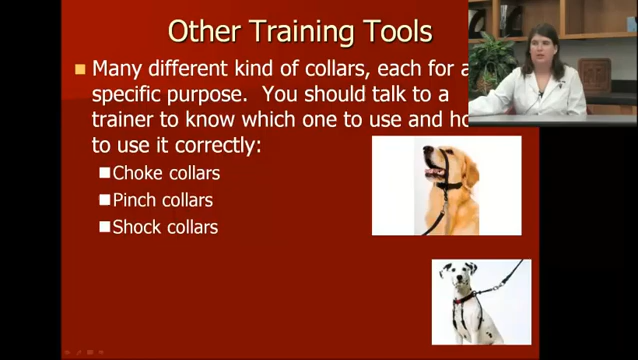 Other Training Tools
Many different kind of collars, each for a
specific purpose. You should talk to a
trainer to know which one to use and ho
to use it correctly:
Choke collars
Pinch collars
Shock collars